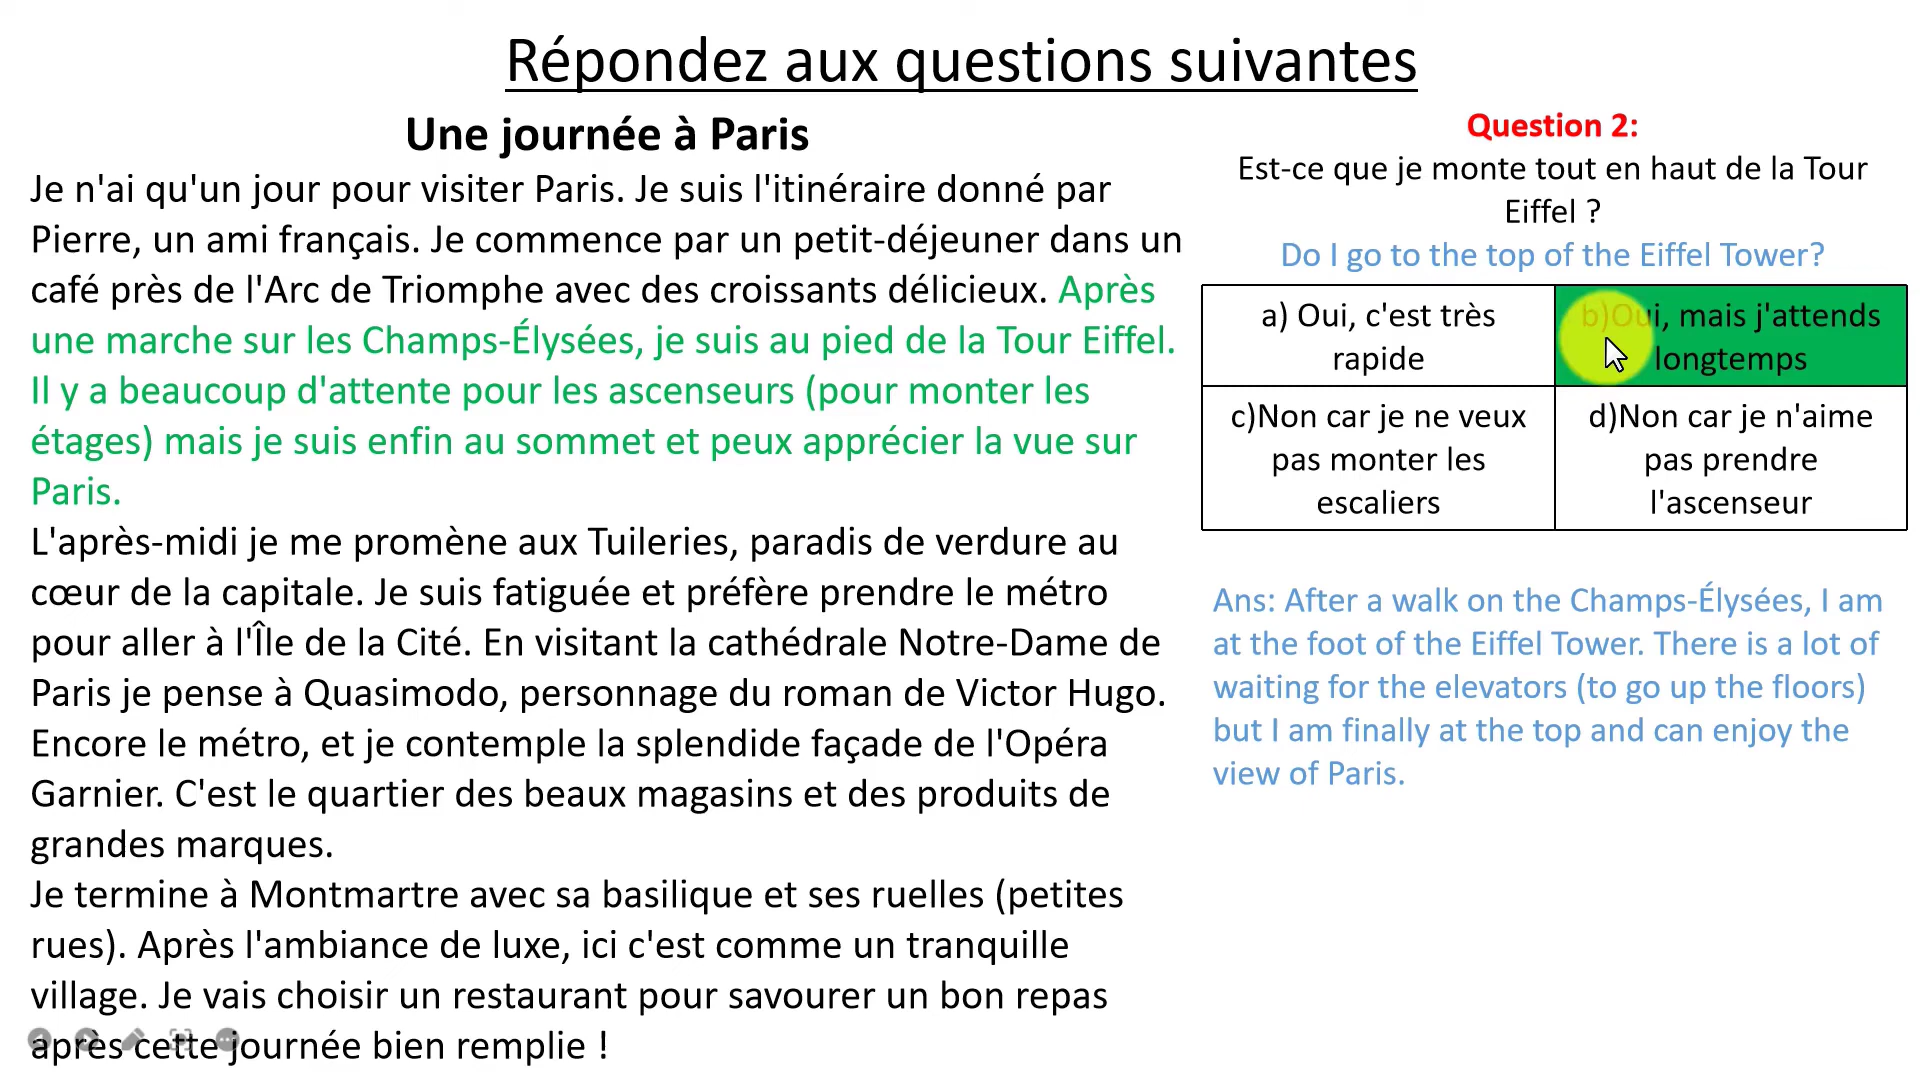 Répondez aux questions suivantes
Une journée à Paris
Je n'ai qu'un jour pour visiter Paris. Je suis l'itinéraire donné par
Pierre, un ami français. Je commence par un petit-déjeuner dans un
café près de l'Arc de Triomphe avec des croissants délicieux. Après
une marche sur les Champs-Élysées, je suis au pied de la Tour Eiffel.
Il y a beaucoup d'attente pour les ascenseurs (pour monter les
étages) mais je suis enfin au sommet et peux apprécier la vue sur
Paris.
L'après-midi je me promène aux Tuileries, paradis de verdure au
cœur de la capitale. Je suis fatiguée et préfère prendre le métro
pour aller à l'Île de la Cité. En visitant la cathédrale Notre-Dame de
Paris je pense à Quasimodo, personnage du roman de Victor Hugo.
Encore le métro, et je contemple la splendide façade de l'Opéra
Garnier. C'est le quartier des beaux magasins et des produits de
grandes marques.
Je termine à Montmartre avec sa basilique et ses ruelles (petites
rues). Après l'ambiance de luxe, ici c'est comme un tranquille
village. Je vais choisir un restaurant pour savourer un bon repas
après cette journée bien remplie !
Question 2:
Est-ce que je monte tout en haut de la Tour
Eiffel ?
Do I go to the top of the Eiffel Tower?
a) Oui, c'est très
rapide
b)Oui, mais j'attends
longtemps
c)Non car je ne veux
pas monter les
escaliers
d)Non car je n'aime
pas prendre
l'ascenseur
Ans: After a walk on the Champs-Élysées, I am
at the foot of the Eiffel Tower. There is a lot of
waiting for the elevators (to go up the floors)
but I am finally at the top and can enjoy the
view of Paris.